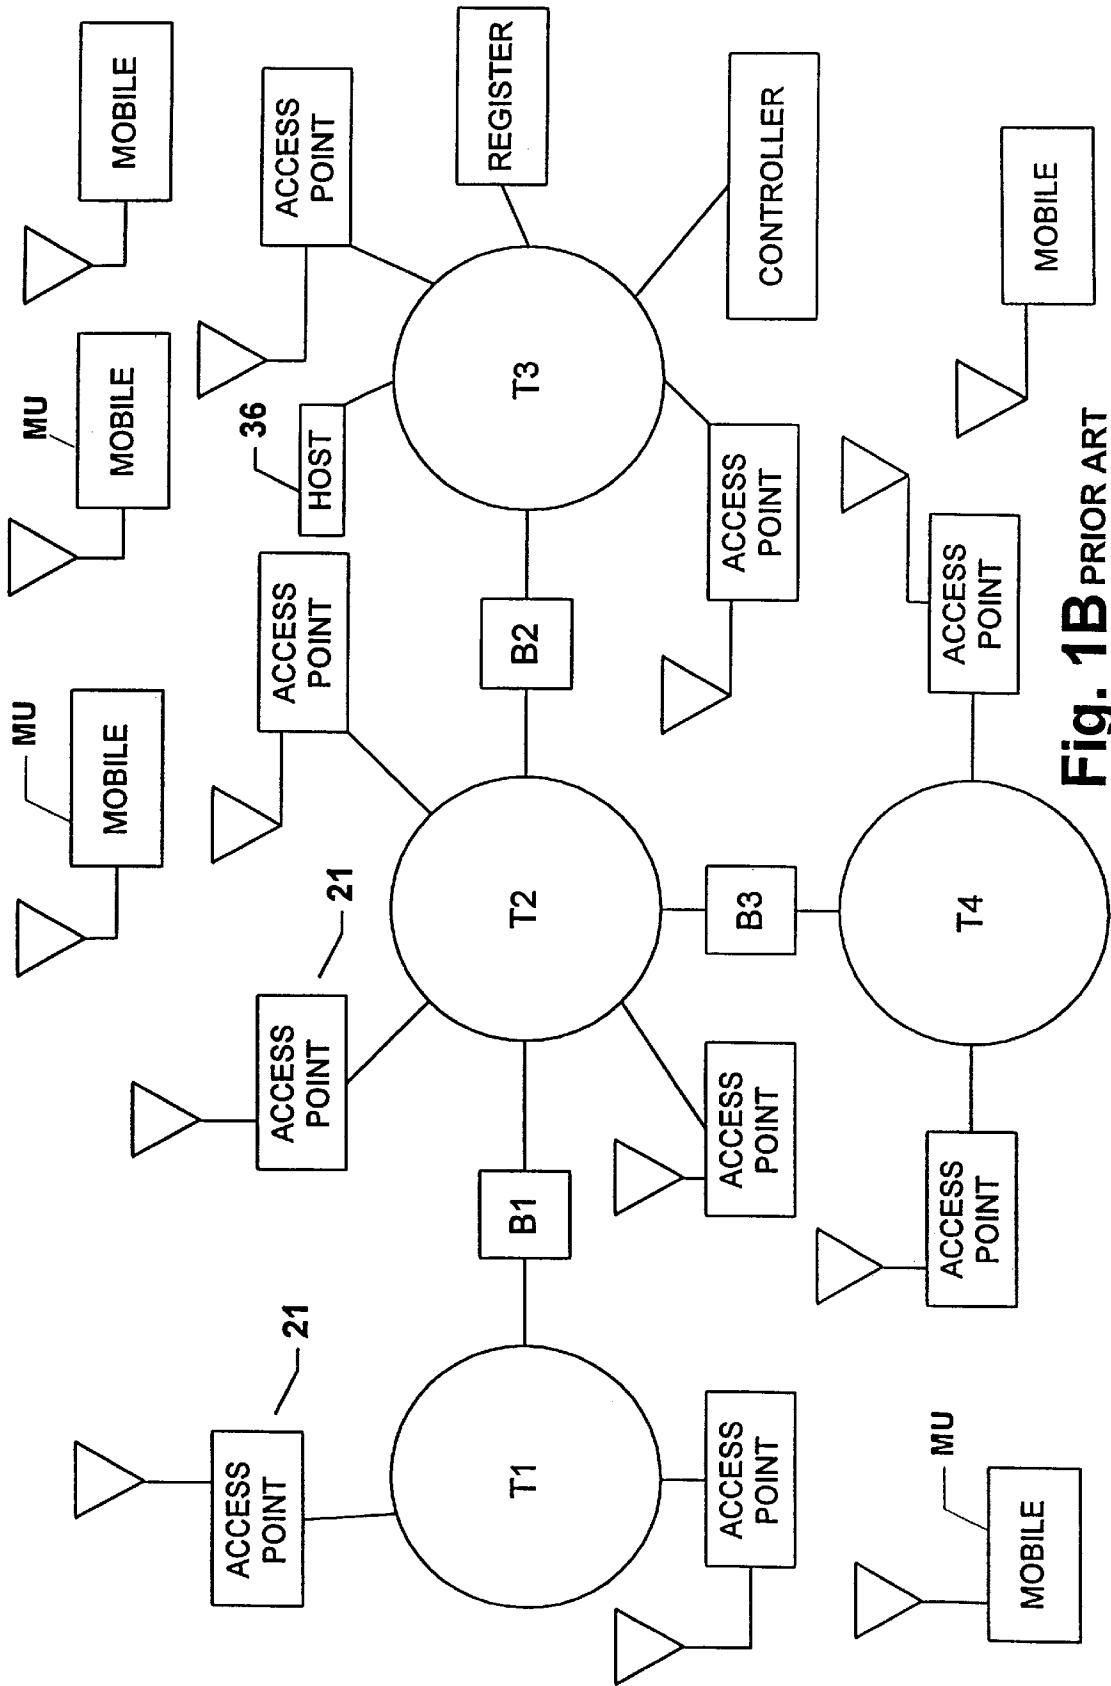 MU
MU
MOBILE
MOBILE
MOBILE
ACCESS
POINT
21
ACCESS
POINT
21
ACCESS
POINT
36
HOST
ACCESS
POINT
T1
B1
T2
B2
T3
REGISTER
ACCESS
POINT
ACCESS
POINT
B3
ACCESS
POINT
CONTROLLER
MU
MOBILE
ACCESS
POINT
T4
ACCESS
POINT
MOBILE
Fig. 1B PRIOR ART